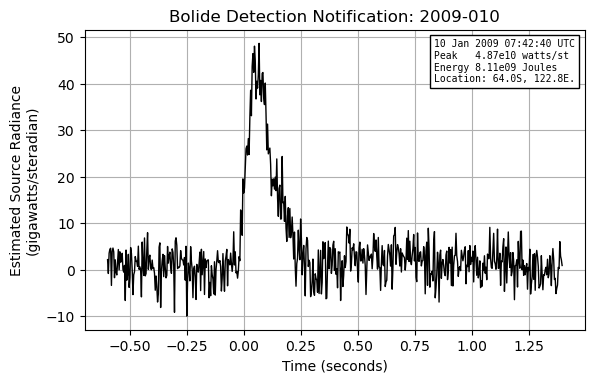 Bolide Detection Notification: 2009-010
10 Jan 2009 07:42:40 UTC
Peak   4.87e10 watts/st
Energy 8.11e09 Joules
Location: 64.0S, 122.8E.
Estimated Source Radiance
(gigawatts/steradian)
50
40
30
20
10
0
−10
−0.50
−0.25
0.00
0.25
0.50
0.75
1.00
1.25
Time (seconds)